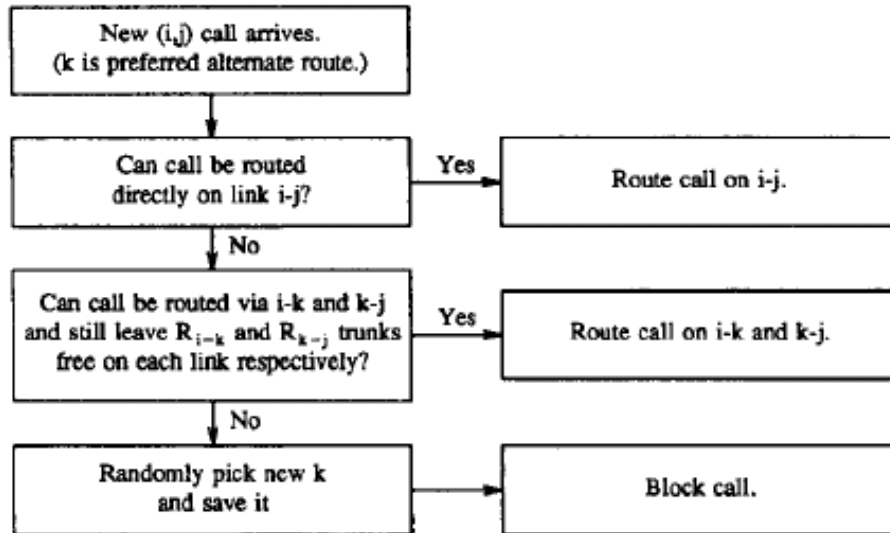 New (i,j) call arrives.
(k is preferred alternate route.)
Can call be routed
directly on link i-j?
Yes
Route call on i-j.
No
Can call be routed via i-k and k-j
and still leave R_{i-k} and R_{k-j} trunks
free on each link respectively?
Yes
Route call on i-k and k-j.
No
Randomly pick new k
and save it
Block call.